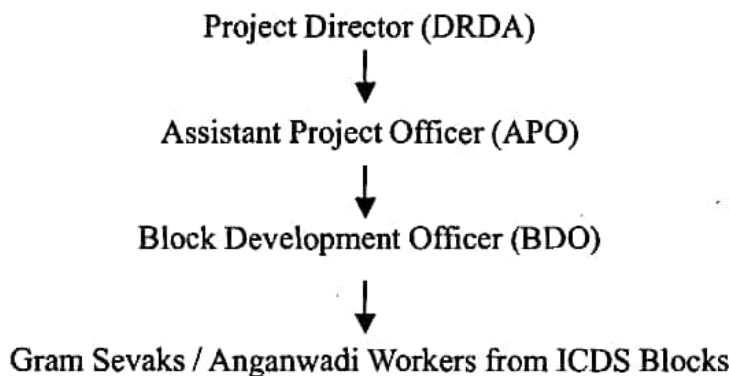 Project Director (DRDA)
Assistant Project Officer (APO)
Block Development Officer (BDO)
Gram Sevaks / Anganwadi Workers from ICDS Blocks